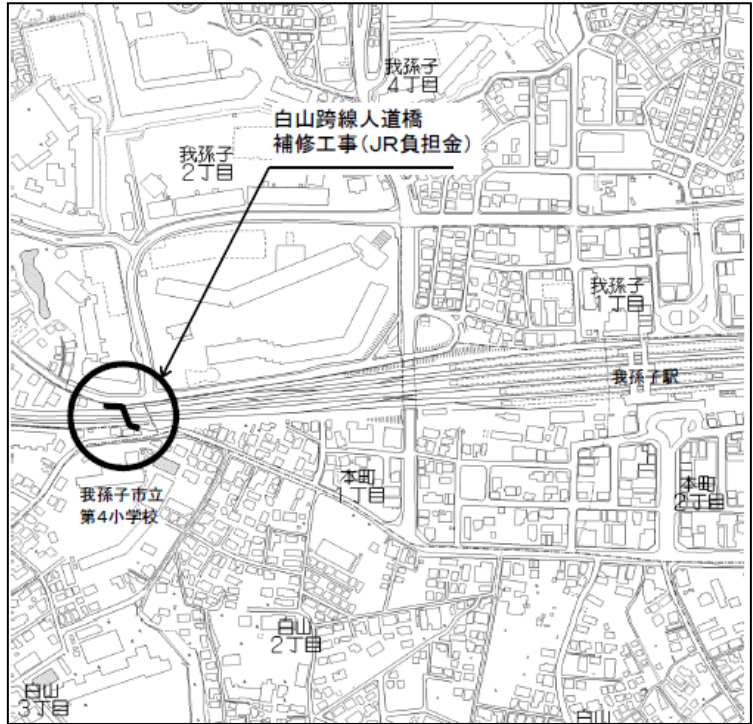 我孫子
4丁目
白山跨線人道橋
補修工事(JR負担金)
我孫子
2丁目
我孫子
1丁目
我孫子駅
本町
1丁目
本町
2丁目
我孫子市立
第4小学校
白山
2丁目
白山
3丁目
白山